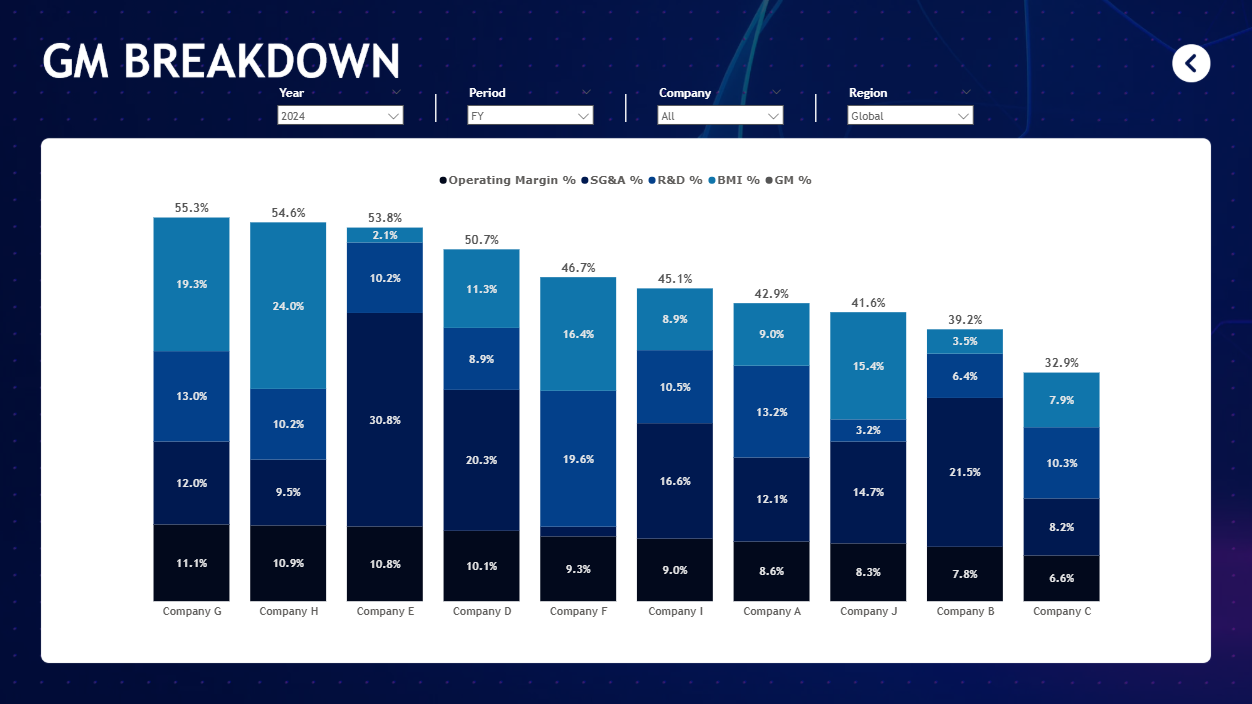 GM BREAKDOWN
Year Period Company Region
2024 FY All Global
Operating Margin % SG&A % R&D % BMI % GM %
55.3% 54.6% 53.8% 50.7% 46.7% 45.1% 42.9% 41.6% 39.2% 32.9%
19.3% 24.0% 2.1% 11.3% 16.4% 8.9% 9.0% 15.4% 3.5% 7.9%
13.0% 10.2% 10.2% 8.9% 19.6% 10.5% 13.2% 3.2% 6.4% 10.3%
12.0% 9.5% 30.8% 20.3% 16.6% 12.1% 14.7% 21.5% 8.2%
11.1% 10.9% 10.8% 10.1% 9.3% 9.0% 8.6% 8.3% 7.8% 6.6%
Company G Company H Company E Company D Company F Company I Company A Company J Company B Company C